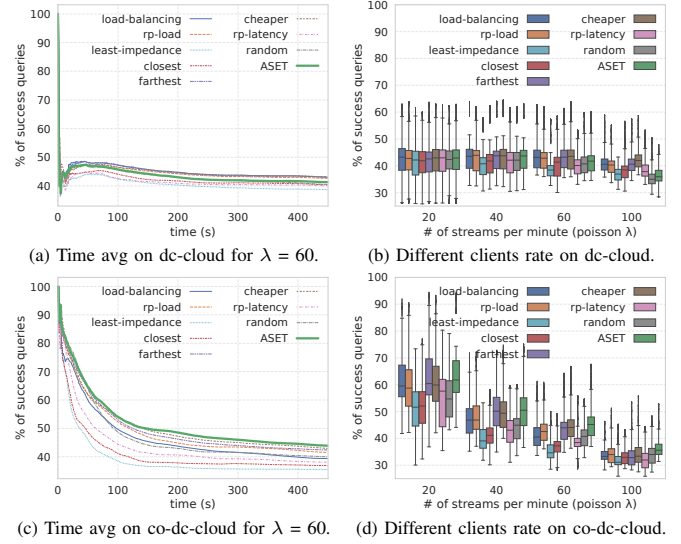 100
90
80
70
60
50
40
% of success queries
load-balancing
rp-load
least-impedance
closest
farthest
cheaper
rp-latency
random
ASET
0
100
200
300
400
time (s)
(a) Time avg on dc-cloud for λ = 60.
100
90
80
70
60
50
40
30
% of success queries
load-balancing
rp-load
least-impedance
closest
farthest
cheaper
rp-latency
random
ASET
20
40
60
100
# of streams per minute (poisson λ)
(b) Different clients rate on dc-cloud.
100
90
80
70
60
50
40
% of success queries
load-balancing
rp-load
least-impedance
closest
farthest
cheaper
rp-latency
random
ASET
0
100
200
300
400
time (s)
(c) Time avg on co-dc-cloud for λ = 60.
100
90
80
70
60
50
40
30
% of success queries
load-balancing
rp-load
least-impedance
closest
farthest
cheaper
rp-latency
random
ASET
20
40
60
100
# of streams per minute (poisson λ)
(d) Different clients rate on co-dc-cloud.